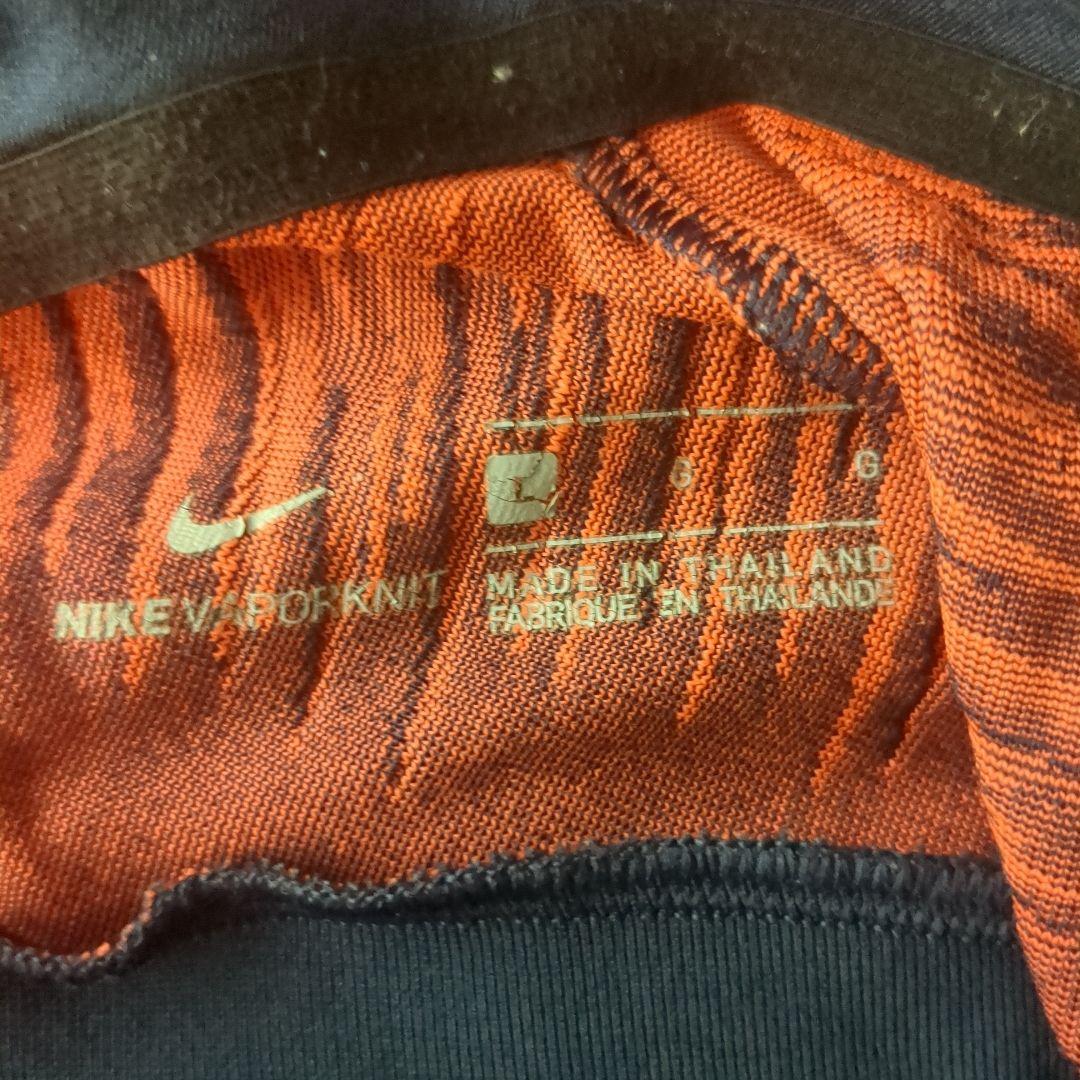 NIKE VAPORKNIT
L G G
MADE IN THAILAND
FABRIQUE EN THAILANDE